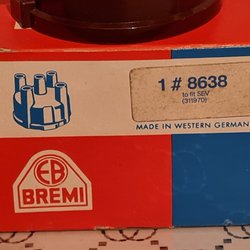 1 # 8638
to fit SEV
(311970)
MADE IN WESTERN GERMANY
EB
BREMI